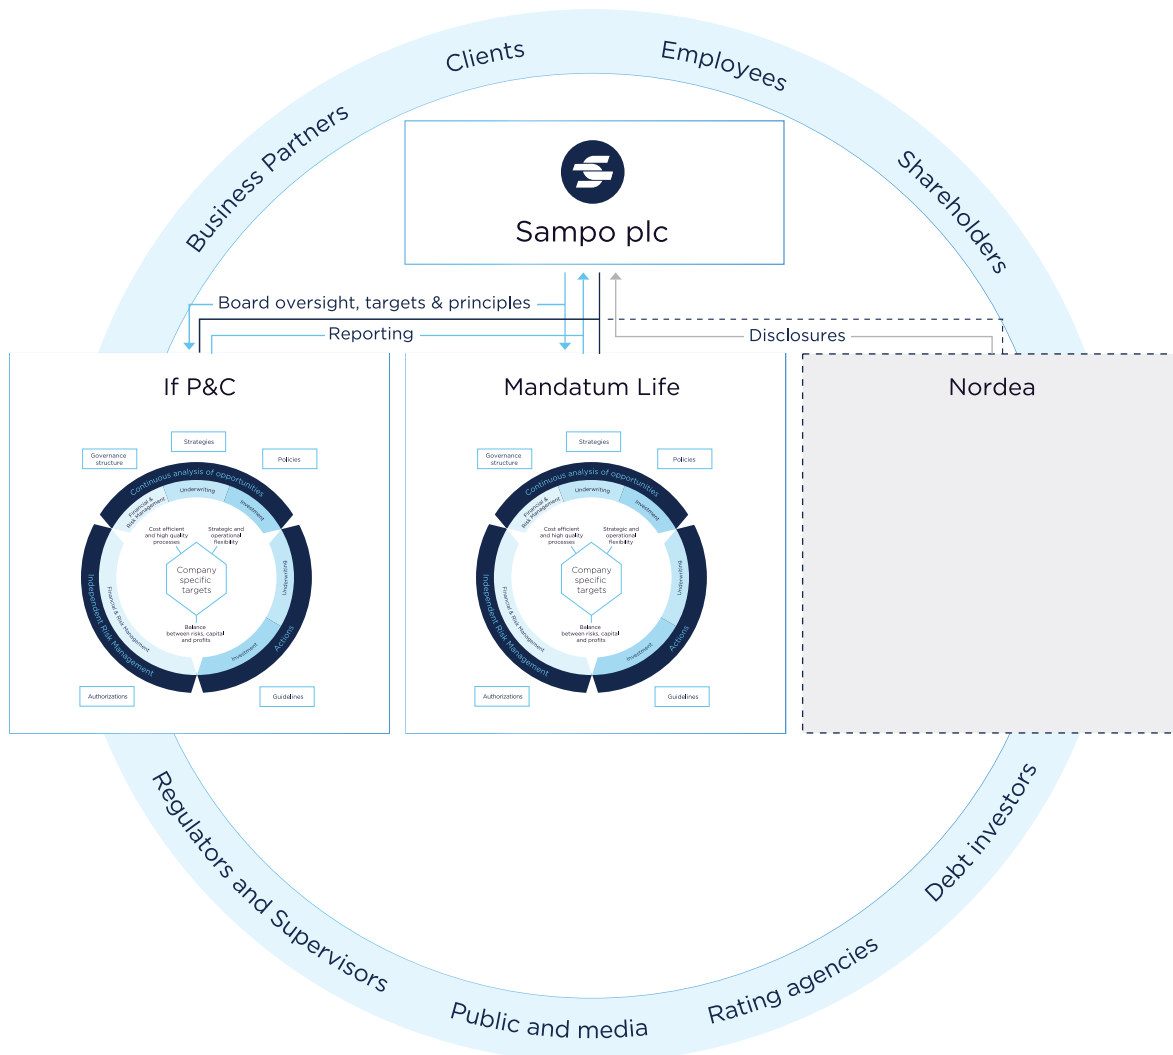 Clients
Employees
Business Partners
Shareholders
Sampo plc
Board oversight, targets & principles
Reporting
Disclosures
If P&C
Strategies
Governance
structure
Policies
Continuous analysis of opportunities
Financial &
Risk Management
Underwriting
Investment
Cost efficient
and high quality
processes
Strategic and
operational
flexibility
Company
specific
targets
Balance
between risks, capital
and profits
Independent Risk Management
Financial & Risk Management
Underwriting
Investment
Actions
Authorizations
Guidelines
Mandatum Life
Strategies
Governance
structure
Policies
Continuous analysis of opportunities
Financial &
Risk Management
Underwriting
Investment
Cost efficient
and high quality
processes
Strategic and
operational
flexibility
Company
specific
targets
Balance
between risks, capital
and profits
Independent Risk Management
Financial & Risk Management
Underwriting
Investment
Actions
Authorizations
Guidelines
Nordea
Regulators and Supervisors
Public and media
Rating agencies
Debt investors